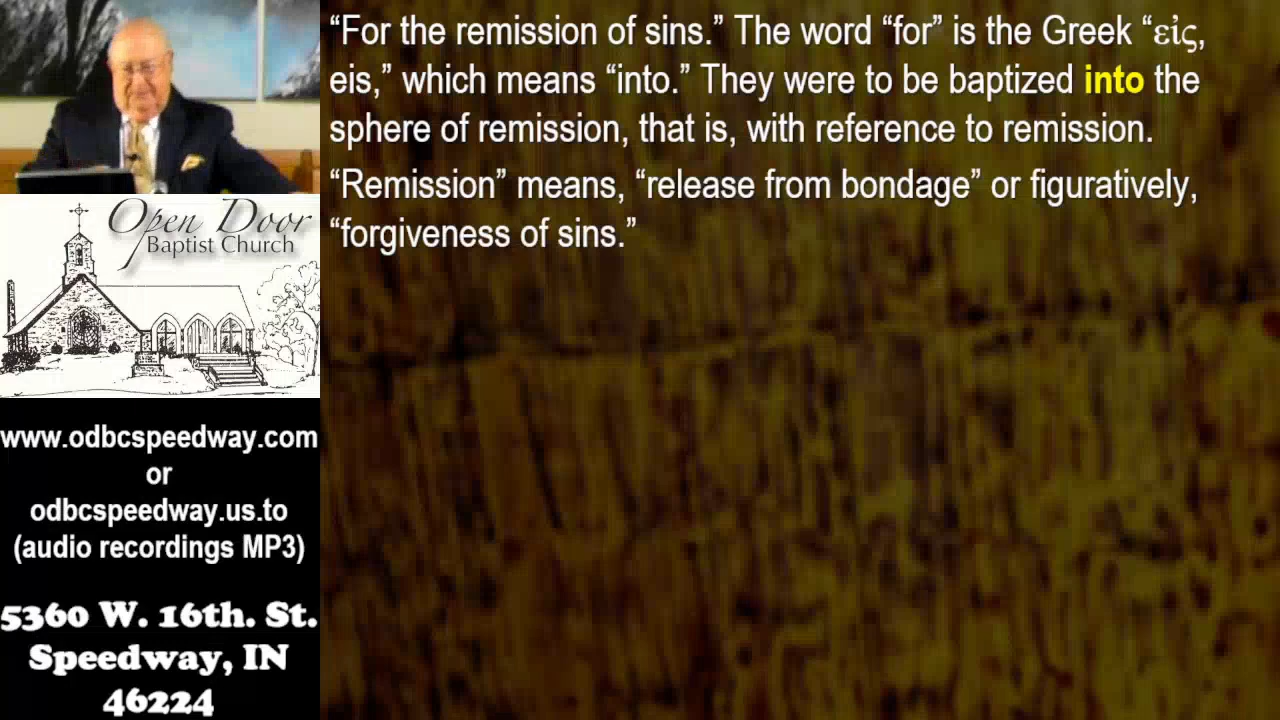 “For the remission of sins.” The word “for” is the Greek “εἰς,
eis,” which means “into.” They were to be baptized into the
sphere of remission, that is, with reference to remission.
“Remission” means, “release from bondage” or figuratively,
“forgiveness of sins.”
Open Door
Baptist Church
www.odbcspeedway.com
or
odbcspeedway.us.to
(audio recordings MP3)
5360 W. 16th. St.
Speedway, IN
46224